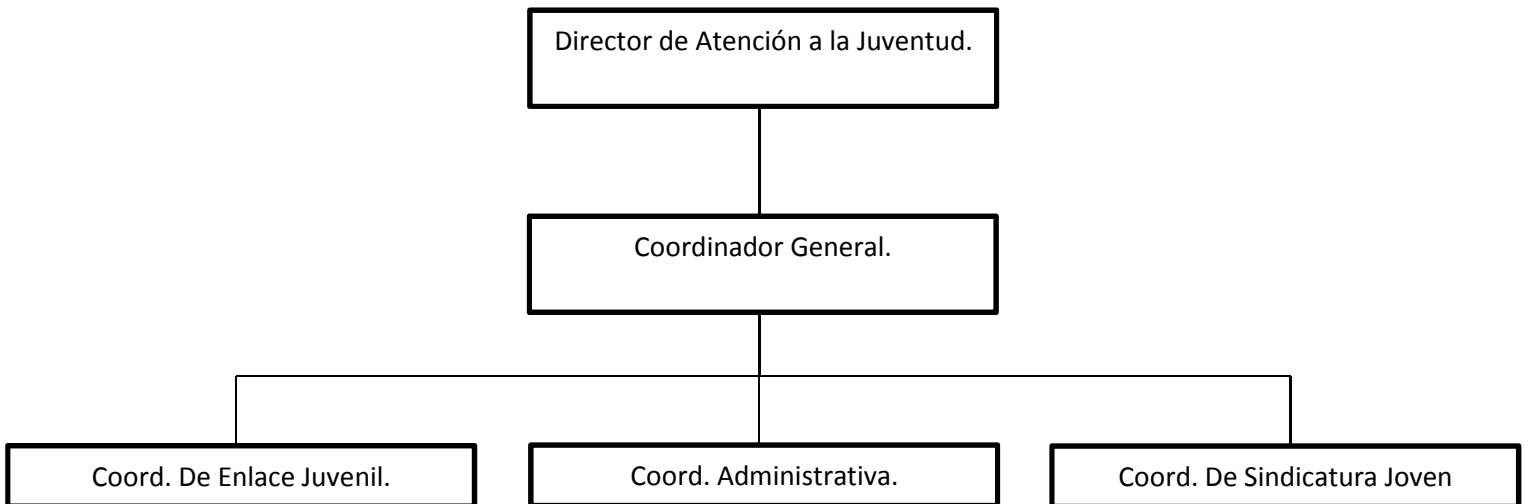 Director de Atención a la Juventud.
Coordinador General.
Coord. De Enlace Juvenil.
Coord. Administrativa.
Coord. De Sindicatura Joven